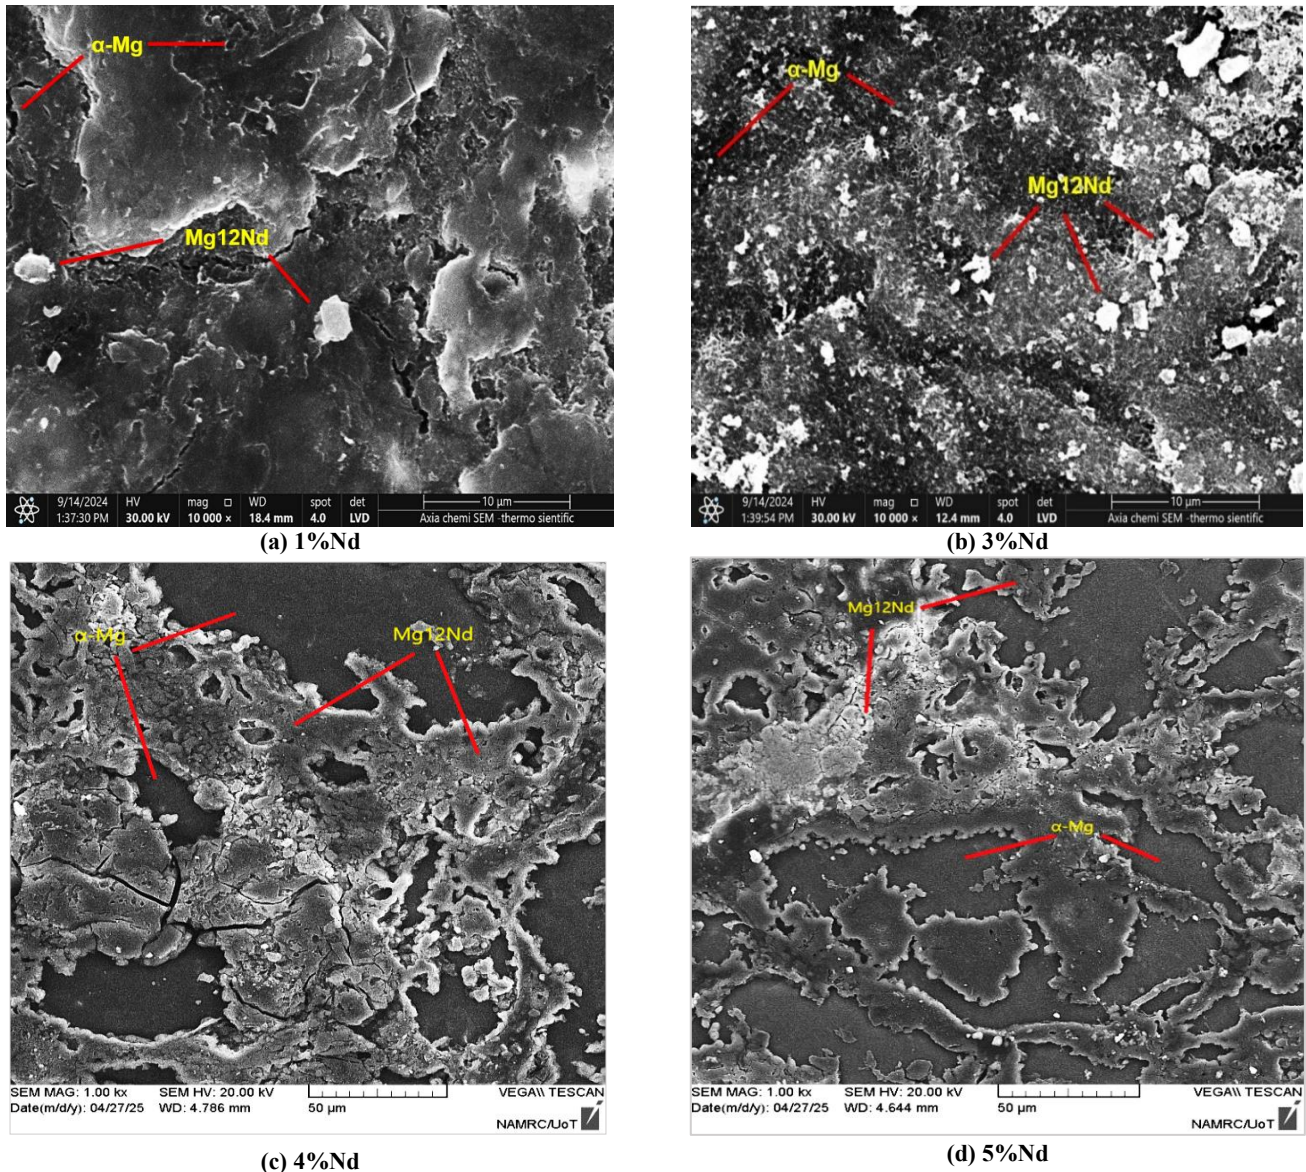 α-Mg
Mg12Nd
9/14/2024 HV mag □ WD spot det 10 µm
1:37:30 PM 30.00 kV 10 000 × 18.4 mm 4.0 LVD Axia chemi SEM -thermo sientific
(a) 1%Nd
α-Mg
Mg12Nd
9/14/2024 HV mag □ WD spot det 10 µm
1:39:54 PM 30.00 kV 10 000 × 12.4 mm 4.0 LVD Axia chemi SEM -thermo sientific
(b) 3%Nd
α-Mg Mg12Nd
SEM MAG: 1.00 kx SEM HV: 20.00 kV VEGA\\ TESCAN
Date(m/d/y): 04/27/25 WD: 4.786 mm 50 µm
NAMRC/UoT
(c) 4%Nd
Mg12Nd
α-Mg
SEM MAG: 1.00 kx SEM HV: 20.00 kV VEGA\\ TESCAN
Date(m/d/y): 04/27/25 WD: 4.644 mm 50 µm
NAMRC/UoT
(d) 5%Nd